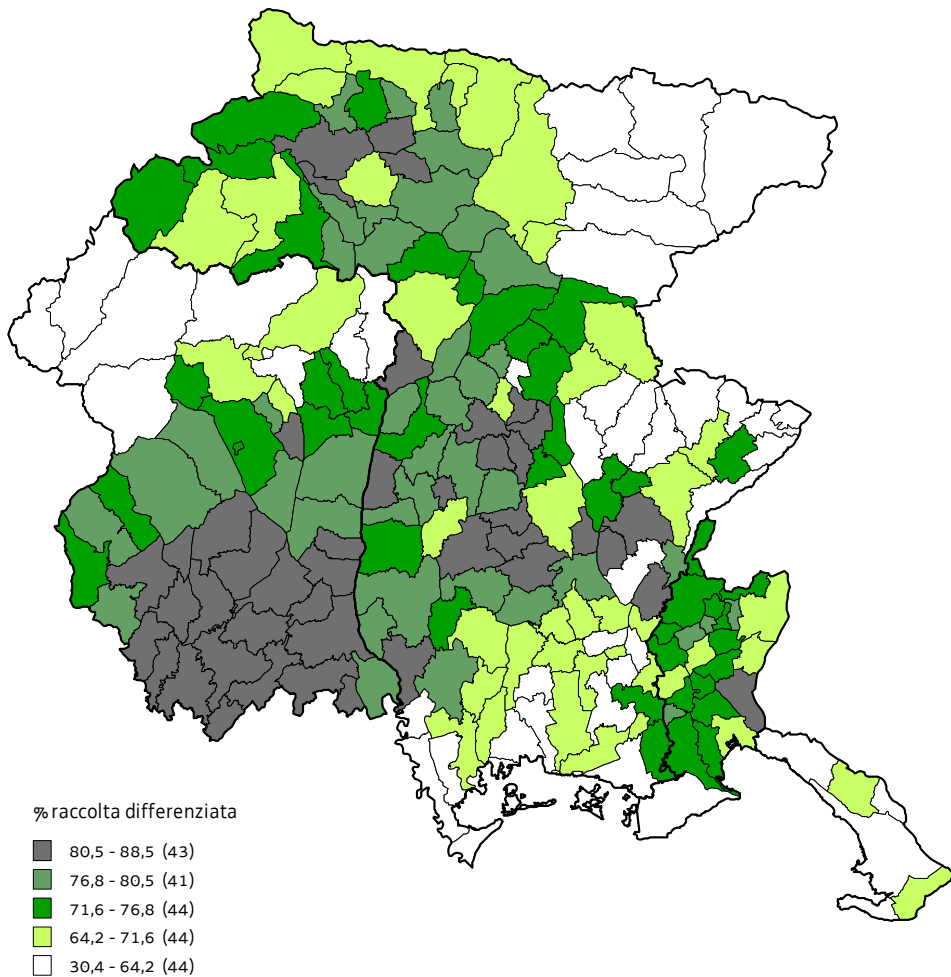 % raccolta differenziata
80,5 - 88,5 (43)
76,8 - 80,5 (41)
71,6 - 76,8 (44)
64,2 - 71,6 (44)
30,4 - 64,2 (44)